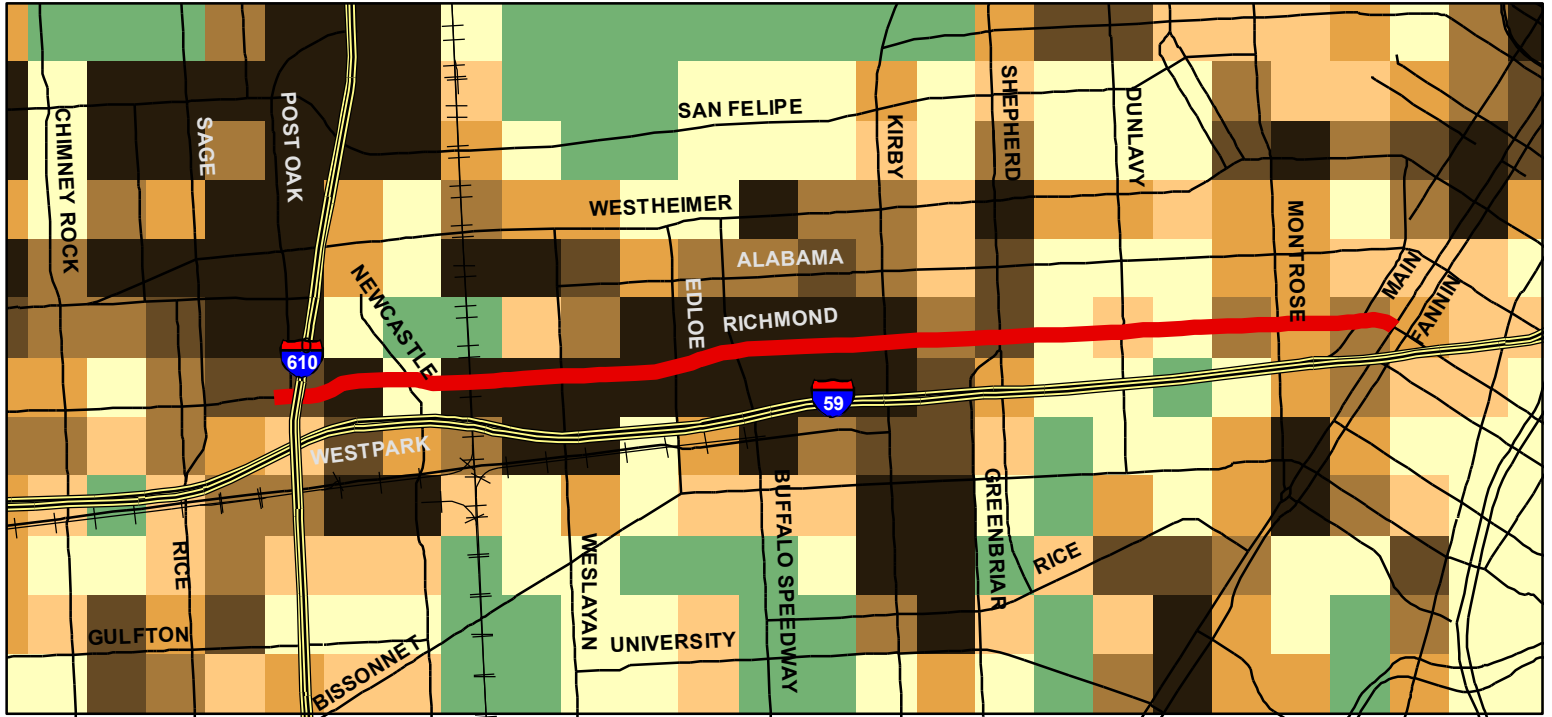 CHIMNEY ROCK
SAGE
POST OAK
SAN FELIPE
KIRBY
SHEPHERD
DUNLAVY
WESTHEIMER
MONTROSE
ALABAMA
NEWCASTLE
EDLOE
RICHMOND
MAIN
FANNIN
610
59
WESTPARK
RICE
WESLAYAN
BUFFALO SPEEDWAY
GREENBRIAR
RICE
GULFTON
BISSONNET
UNIVERSITY